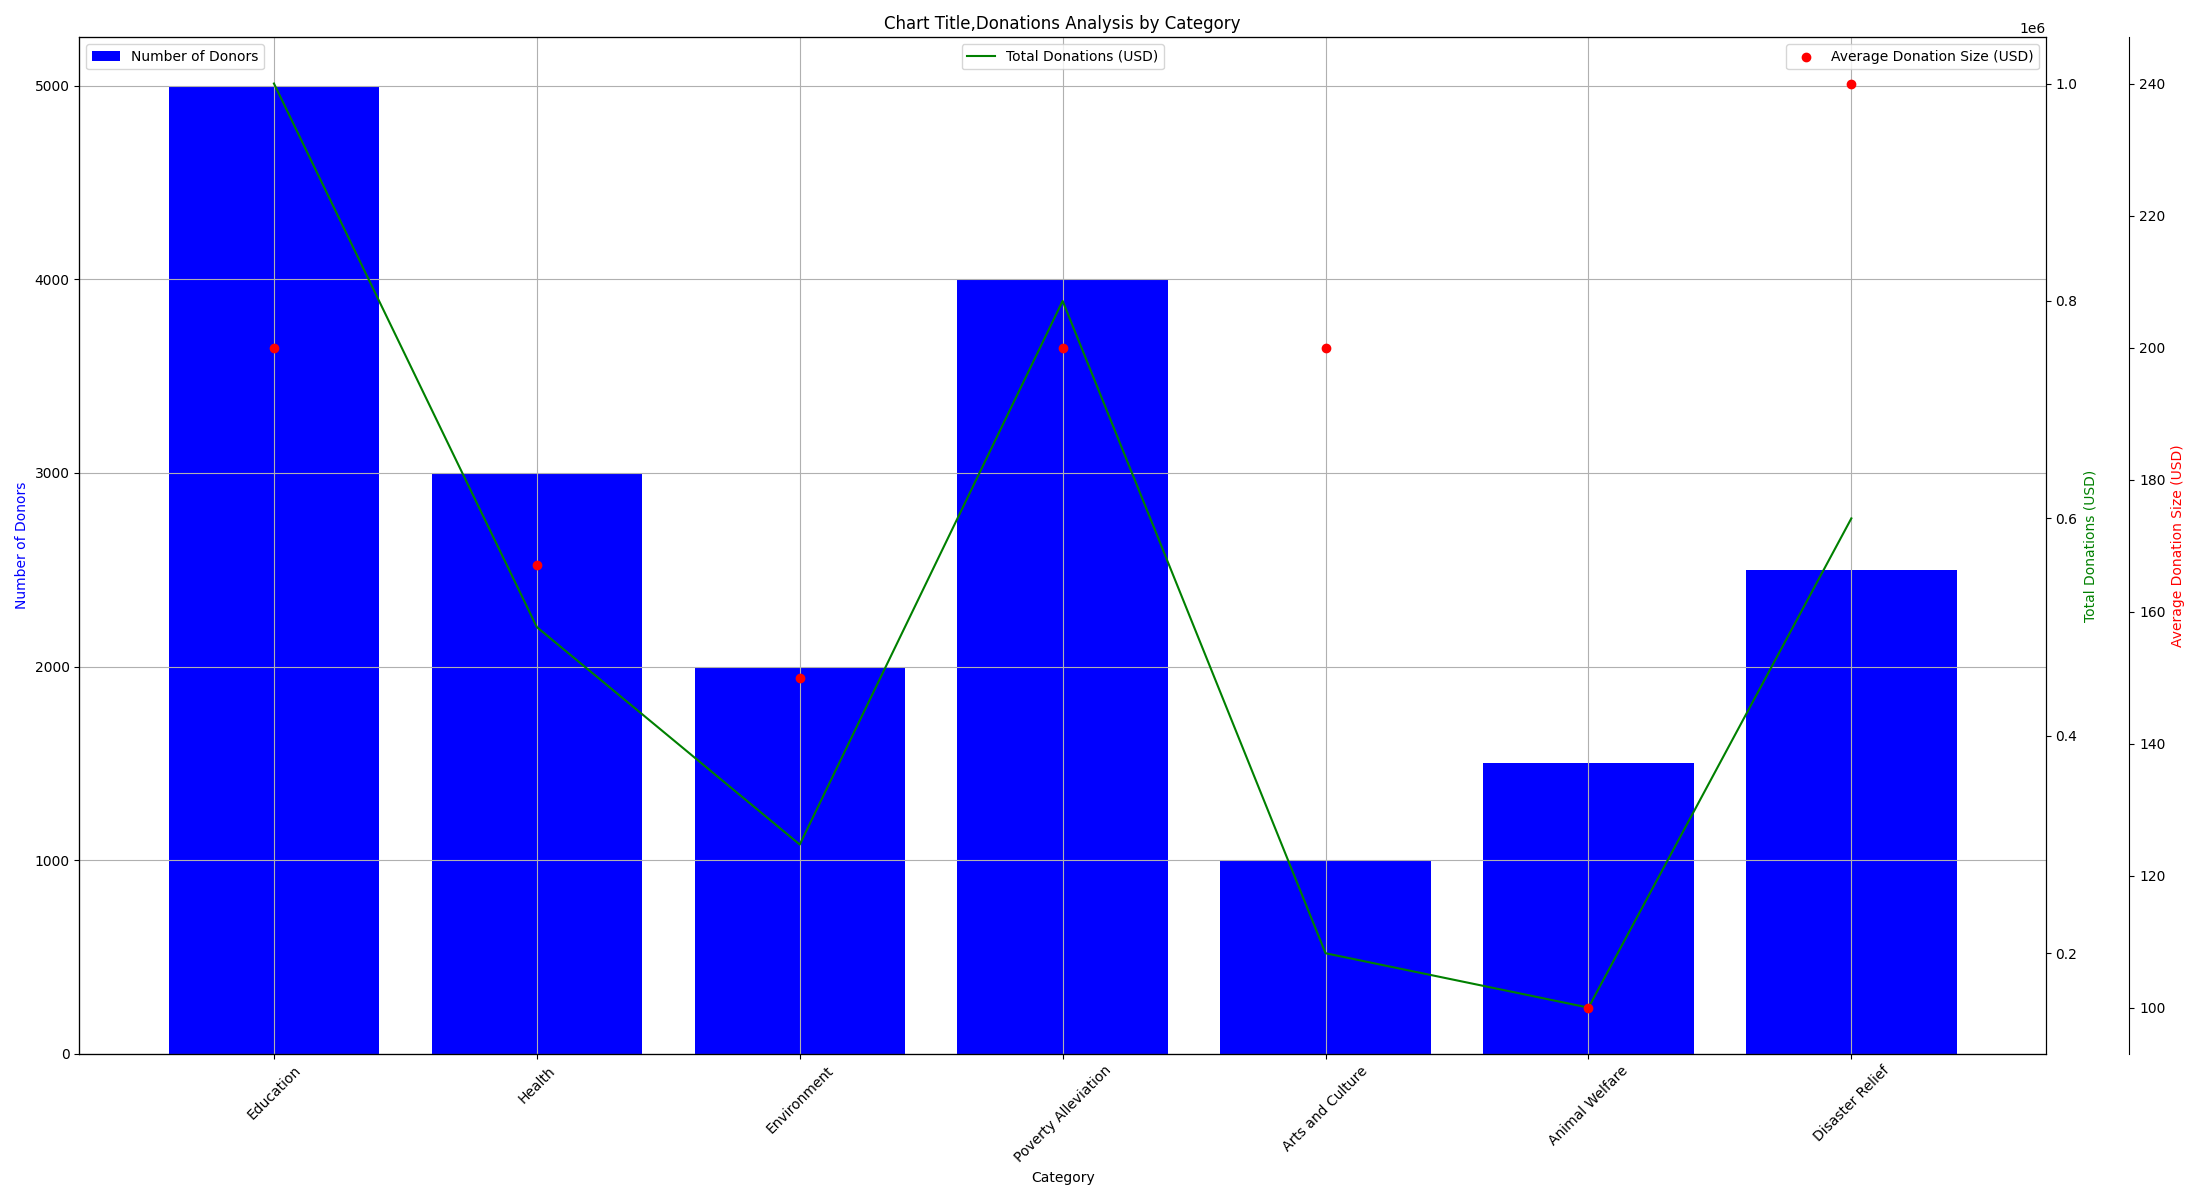 Chart Title,Donations Analysis by Category
1e6
Number of Donors
Total Donations (USD)
Average Donation Size (USD)
5000
4000
3000
2000
1000
0
Number of Donors
1.0
0.8
0.6
0.4
0.2
Total Donations (USD)
240
220
200
180
160
140
120
100
Average Donation Size (USD)
Education
Health
Environment
Poverty Alleviation
Arts and Culture
Animal Welfare
Disaster Relief
Category